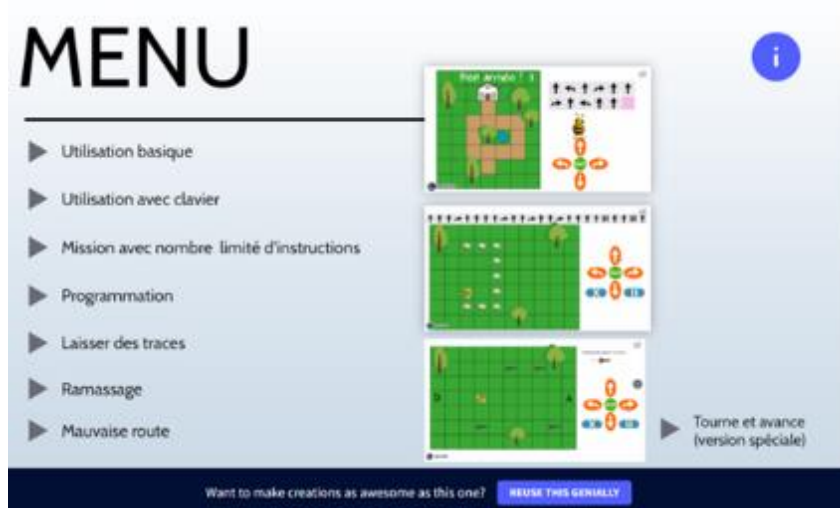 MENU
i
Utilisation basique
Utilisation avec clavier
Mission avec nombre limité d'instructions
Programmation
Laisser des traces
Ramassage
Mauvaise route
Tourne et avance
(version spéciale)
Want to make creations as awesome as this one?
REUSE THIS GENIALLY